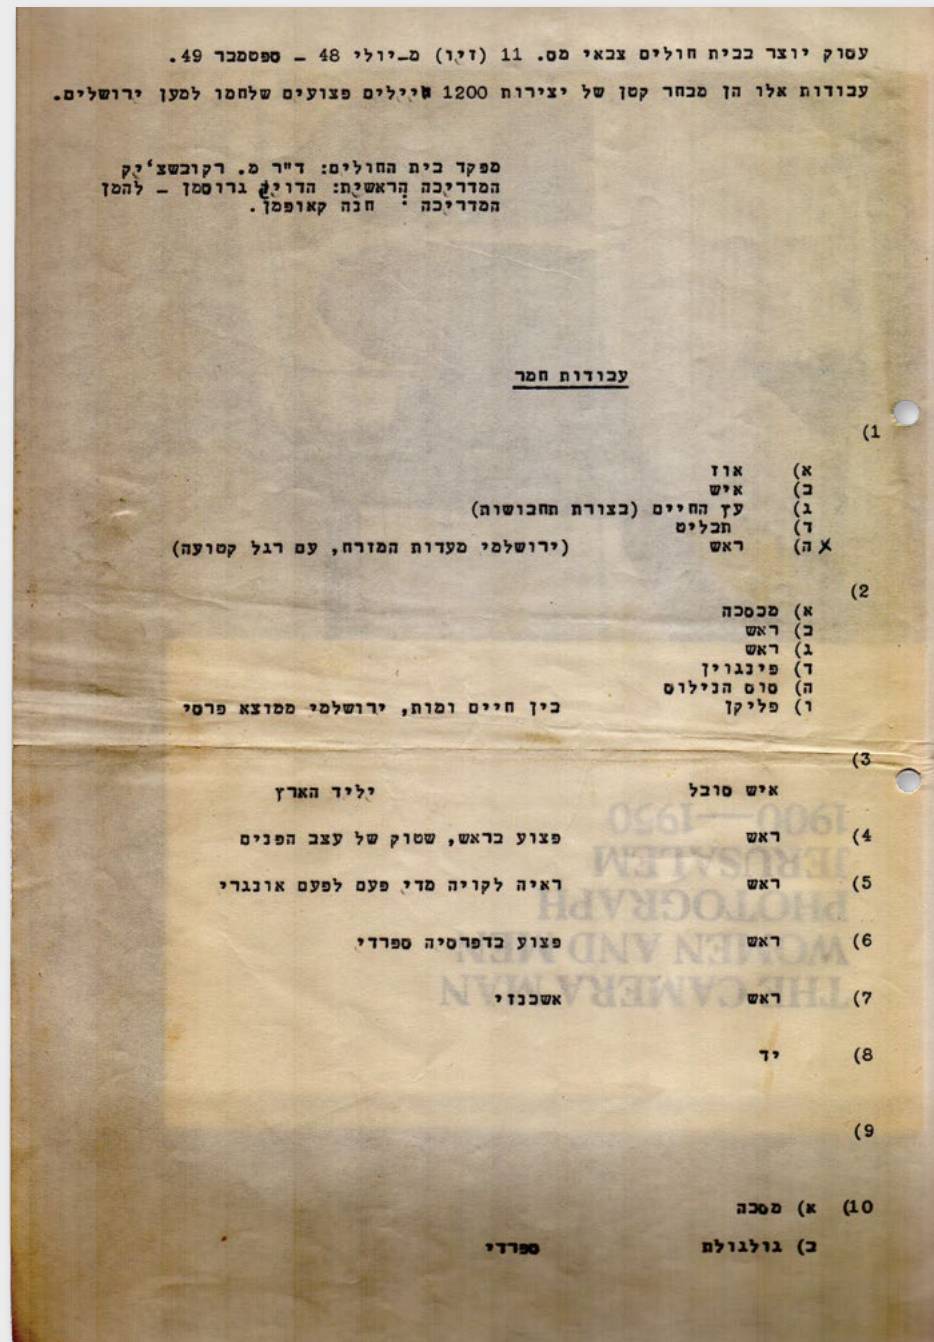 עסוק יוצר בבית חולים צבאי מס. 11 (זיו) מ-יולי 48 - ספטמבר 49.
עבודות אלו הן מבחר קטן של יצירות 1200 חיילים פצועים שלחמו למען ירושלים.
מפקד בית החולים: ד"ר מ. רקובשצ'יק
המדריכה הראשית: הדויג גרוסמן - להמן
המדריכה : חנה קאופמן.
עבודות חמר
1)
א) אוז
ב) איש
ג) עץ החיים (בצורת תחבושות)
ד) תבליט
x ה) ראש (ירושלמי מעדות המזרח, עם רגל קטועה)
2)
א) מכסכה
ב) ראש
ג) ראש
ד) פינגוין
ה) סוס הנילוס
ו) פליקן בין חיים ומות, ירושלמי ממוצא פרסי
3)
איש סובל יליד הארץ
4) ראש פצוע בראש, שטוק של עצב הפנים
5) ראש ראיה לקויה מדי פעם לפעם אונגרי
6) ראש פצוע בדפרסיה ספרדי
7) ראש אשכנזי
8) יד
9)
10) א) מסכה
ב) גולגולת ספרדי
1900—1950
JERUSALEM
PHOTOGRAPH
WOMEN AND MEN
THE CAMERA MAN